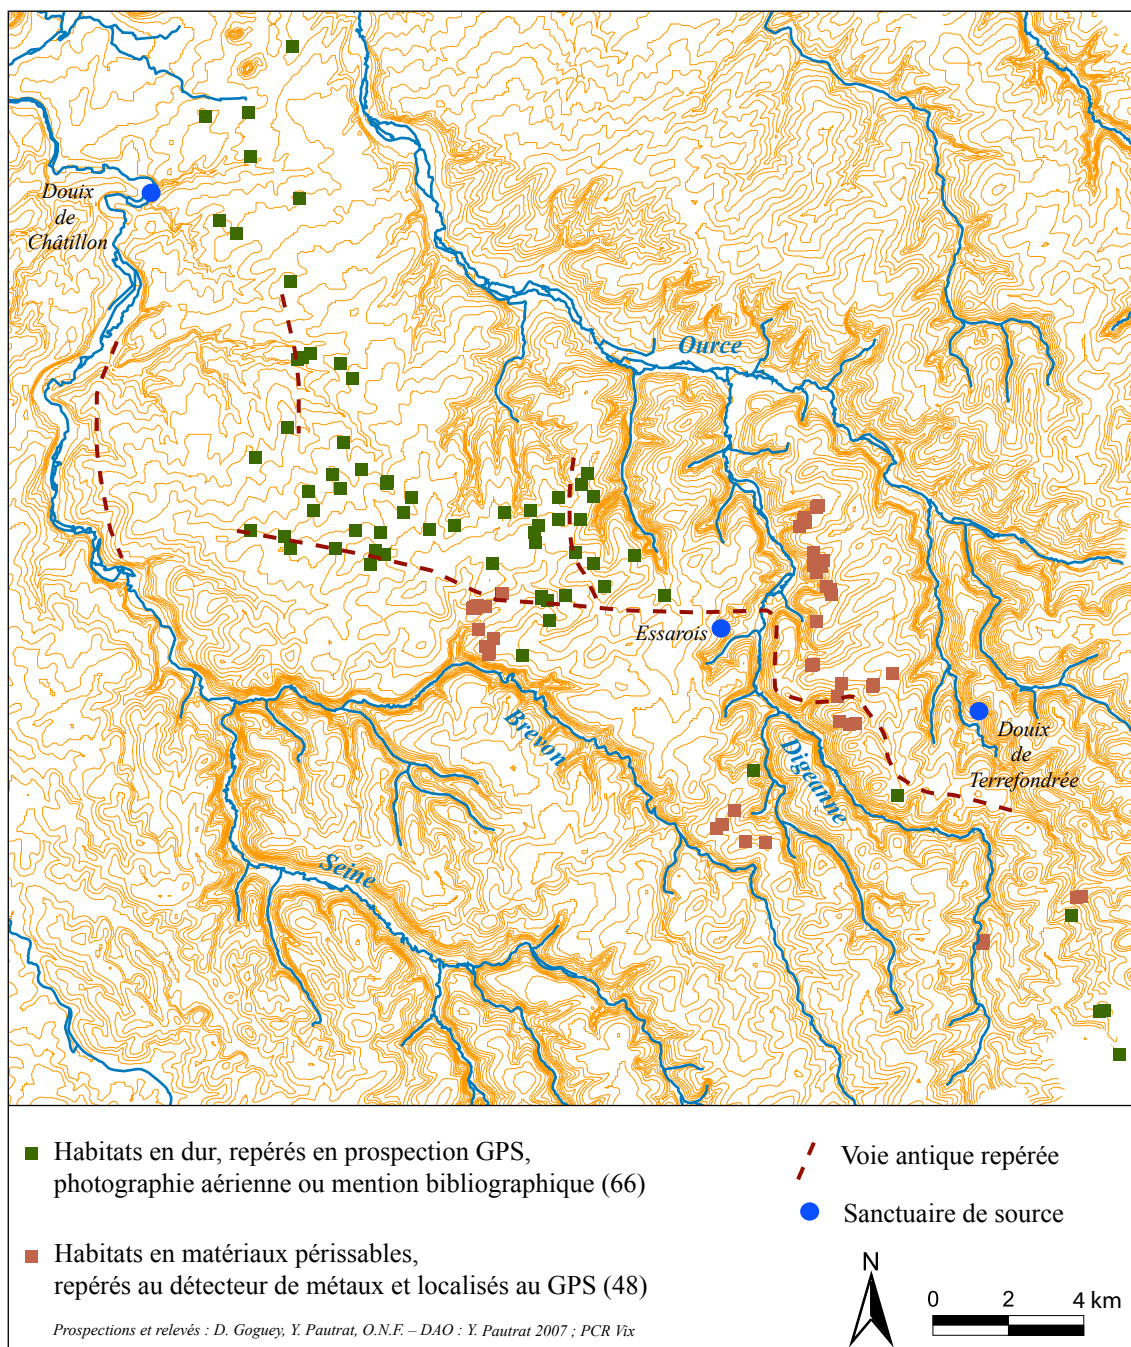 Douix
de
Châtillon
Ource
Essarois
Brevon
Digeanne
Douix
de
Terrefondrée
Seine
Habitats en dur, repérés en prospection GPS,
photographie aérienne ou mention bibliographique (66)
Habitats en matériaux périssables,
repérés au détecteur de métaux et localisés au GPS (48)
Prospections et relevés : D. Goguey, Y. Pautrat, O.N.F. – DAO : Y. Pautrat 2007 ; PCR Vix
Voie antique repérée
Sanctuaire de source
N
0 2 4 km